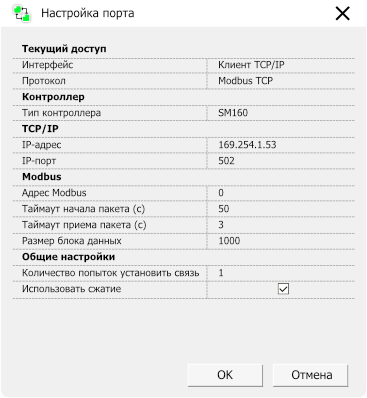 Настройка порта
Текущий доступ
Интерфейс Клиент TCP/IP
Протокол Modbus TCP
Контроллер
Тип контроллера SM160
TCP/IP
IP-адрес 169.254.1.53
IP-порт 502
Modbus
Адрес Modbus 0
Таймаут начала пакета (с) 50
Таймаут приема пакета (с) 3
Размер блока данных 1000
Общие настройки
Количество попыток установить связь 1
Использовать сжатие
OK Отмена